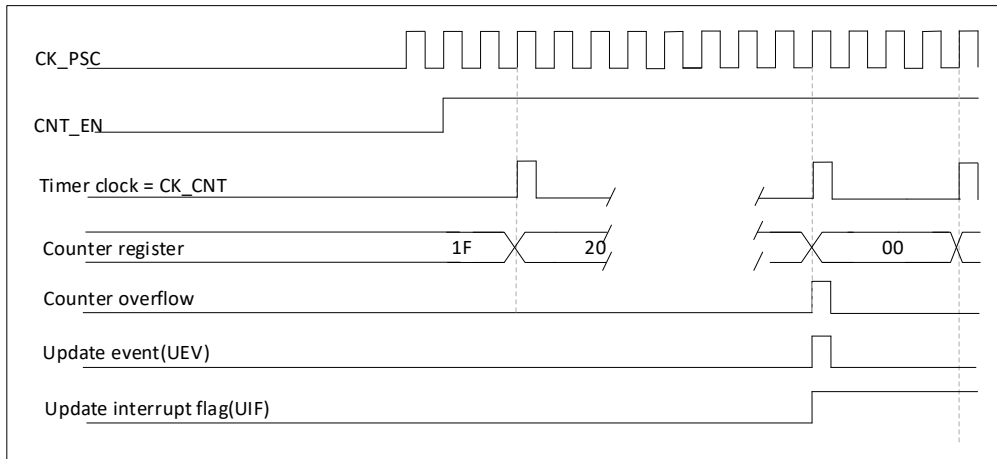 CK_PSC
CNT_EN
Timer clock = CK_CNT
Counter register 1F 20 00
Counter overflow
Update event(UEV)
Update interrupt flag(UIF)